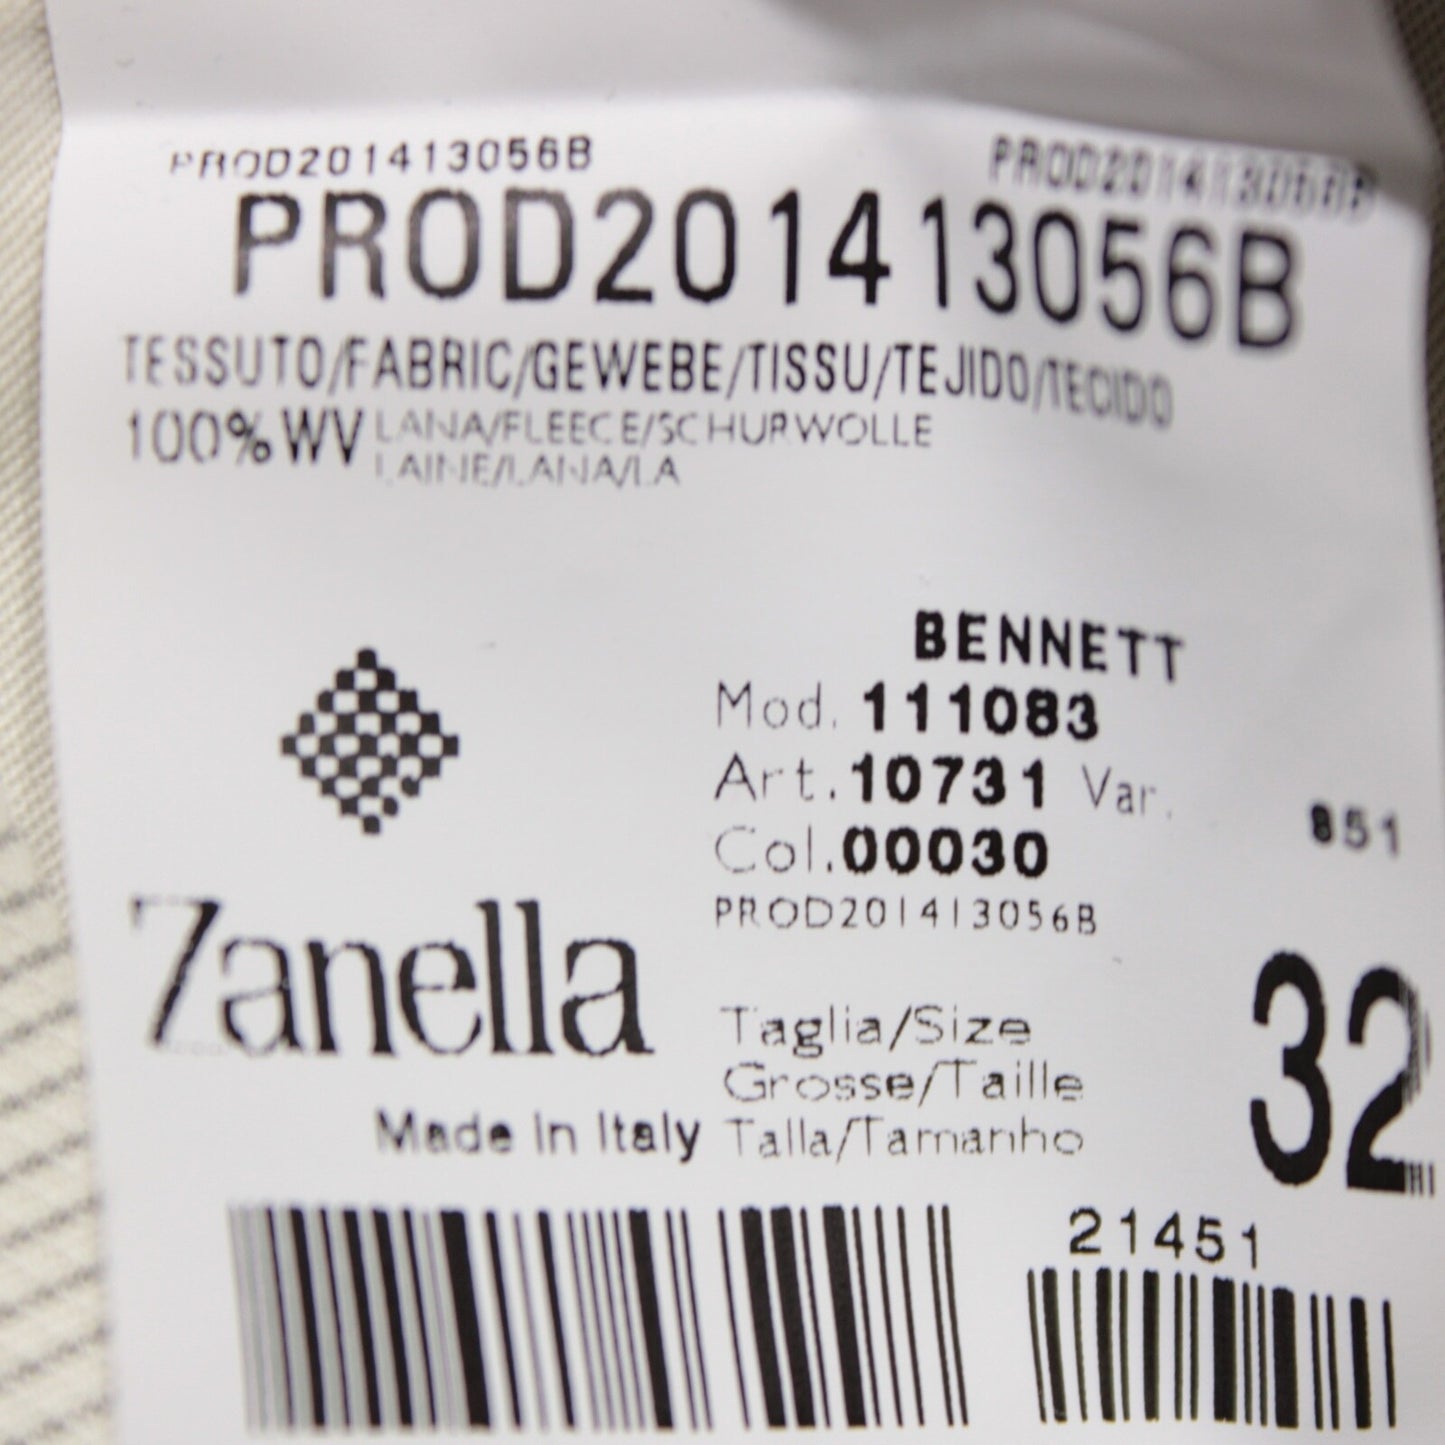 PROD201413056B
PROD201413056B
PROD201413056B
TESSUTO/FABRIC/GEWEBE/TISSU/TEJIDO/TECIDO
100% WV LANA/FLEECE/SCHURWOLLE
LAINE/LANA/LA
BENNETT
Mod. 111083
Art. 10731 Var. 851
Col. 00030
PROD201413056B
Zanella
Made In Italy
Taglia/Size
Grosse/Taille
Talla/Tamanho
32
21451